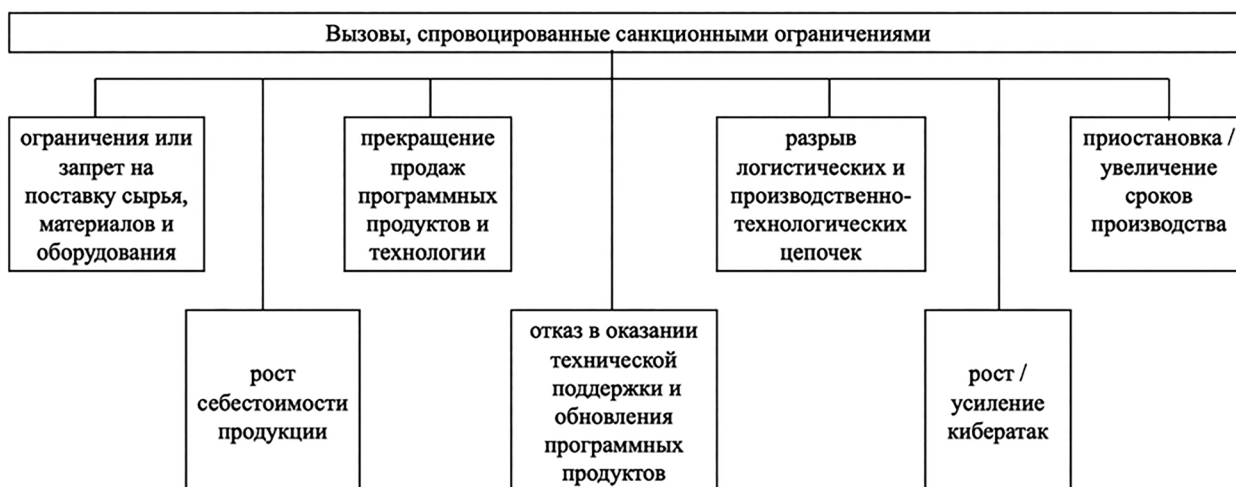 Вызовы, спровоцированные санкционными ограничениями
ограничения или
запрет на
поставку сырья,
материалов и
оборудования
прекращение
продаж
программных
продуктов и
технологии
разрыв
логистических и
производственно-
технологических
цепочек
приостановка /
увеличение
сроков
производства
рост
себестоимости
продукции
отказ в оказании
технической
поддержки и
обновления
программных
продуктов
рост /
усиление
кибератак